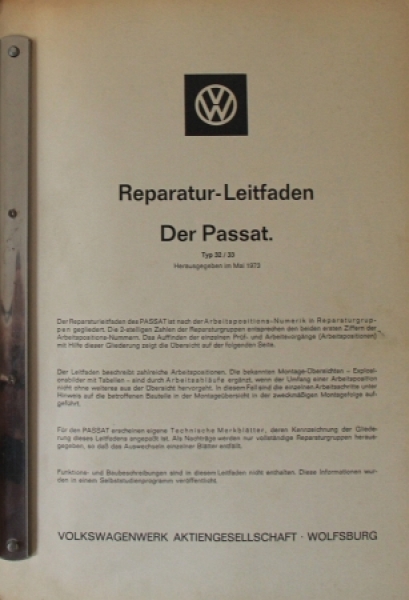 Reparatur-Leitfaden
Der Passat.
Typ 32 / 33
Herausgegeben im Mai 1973
Der Reparaturleitfaden des PASSAT ist nach der Arbeitspositions-Numerik in Reparaturgrup-
pen gegliedert. Die 2-stelligen Zahlen der Reparaturgruppen entsprechen den beiden ersten Ziffern der
Arbeitspositions-Nummern. Das Auffinden der einzelnen Prüf- und Arbeitsvorgänge (Arbeitspositionen)
mit Hilfe dieser Gliederung zeigt die Übersicht auf der folgenden Seite.
Der Leitfaden beschreibt zahlreiche Arbeitspositionen. Die bekannten Montage-Übersichten – Explosi-
onsbilder mit Tabellen – sind durch Arbeitsabläufe ergänzt, wenn der Umfang einer Arbeitsposition
nicht ohne weiteres aus der Übersicht hervorgeht. In diesem Fall sind die einzelnen Arbeitsschritte unter
Hinweis auf die betroffenen Bauteile in der Montageübersicht in der zweckmäßigen Montagefolge auf-
geführt.
Für den PASSAT erscheinen eigene Technische Merkblätter, deren Kennzeichnung der Gliede-
rung dieses Leitfadens angepaßt ist. Als Nachträge werden nur vollständige Reparaturgruppen heraus-
gegeben, so daß das Auswechseln einzelner Blätter entfällt.
Funktions- und Baubeschreibungen sind in diesem Leitfaden nicht enthalten. Diese Informationen wur-
den in einem Selbststudienprogramm veröffentlicht.
VOLKSWAGENWERK AKTIENGESELLSCHAFT · WOLFSBURG